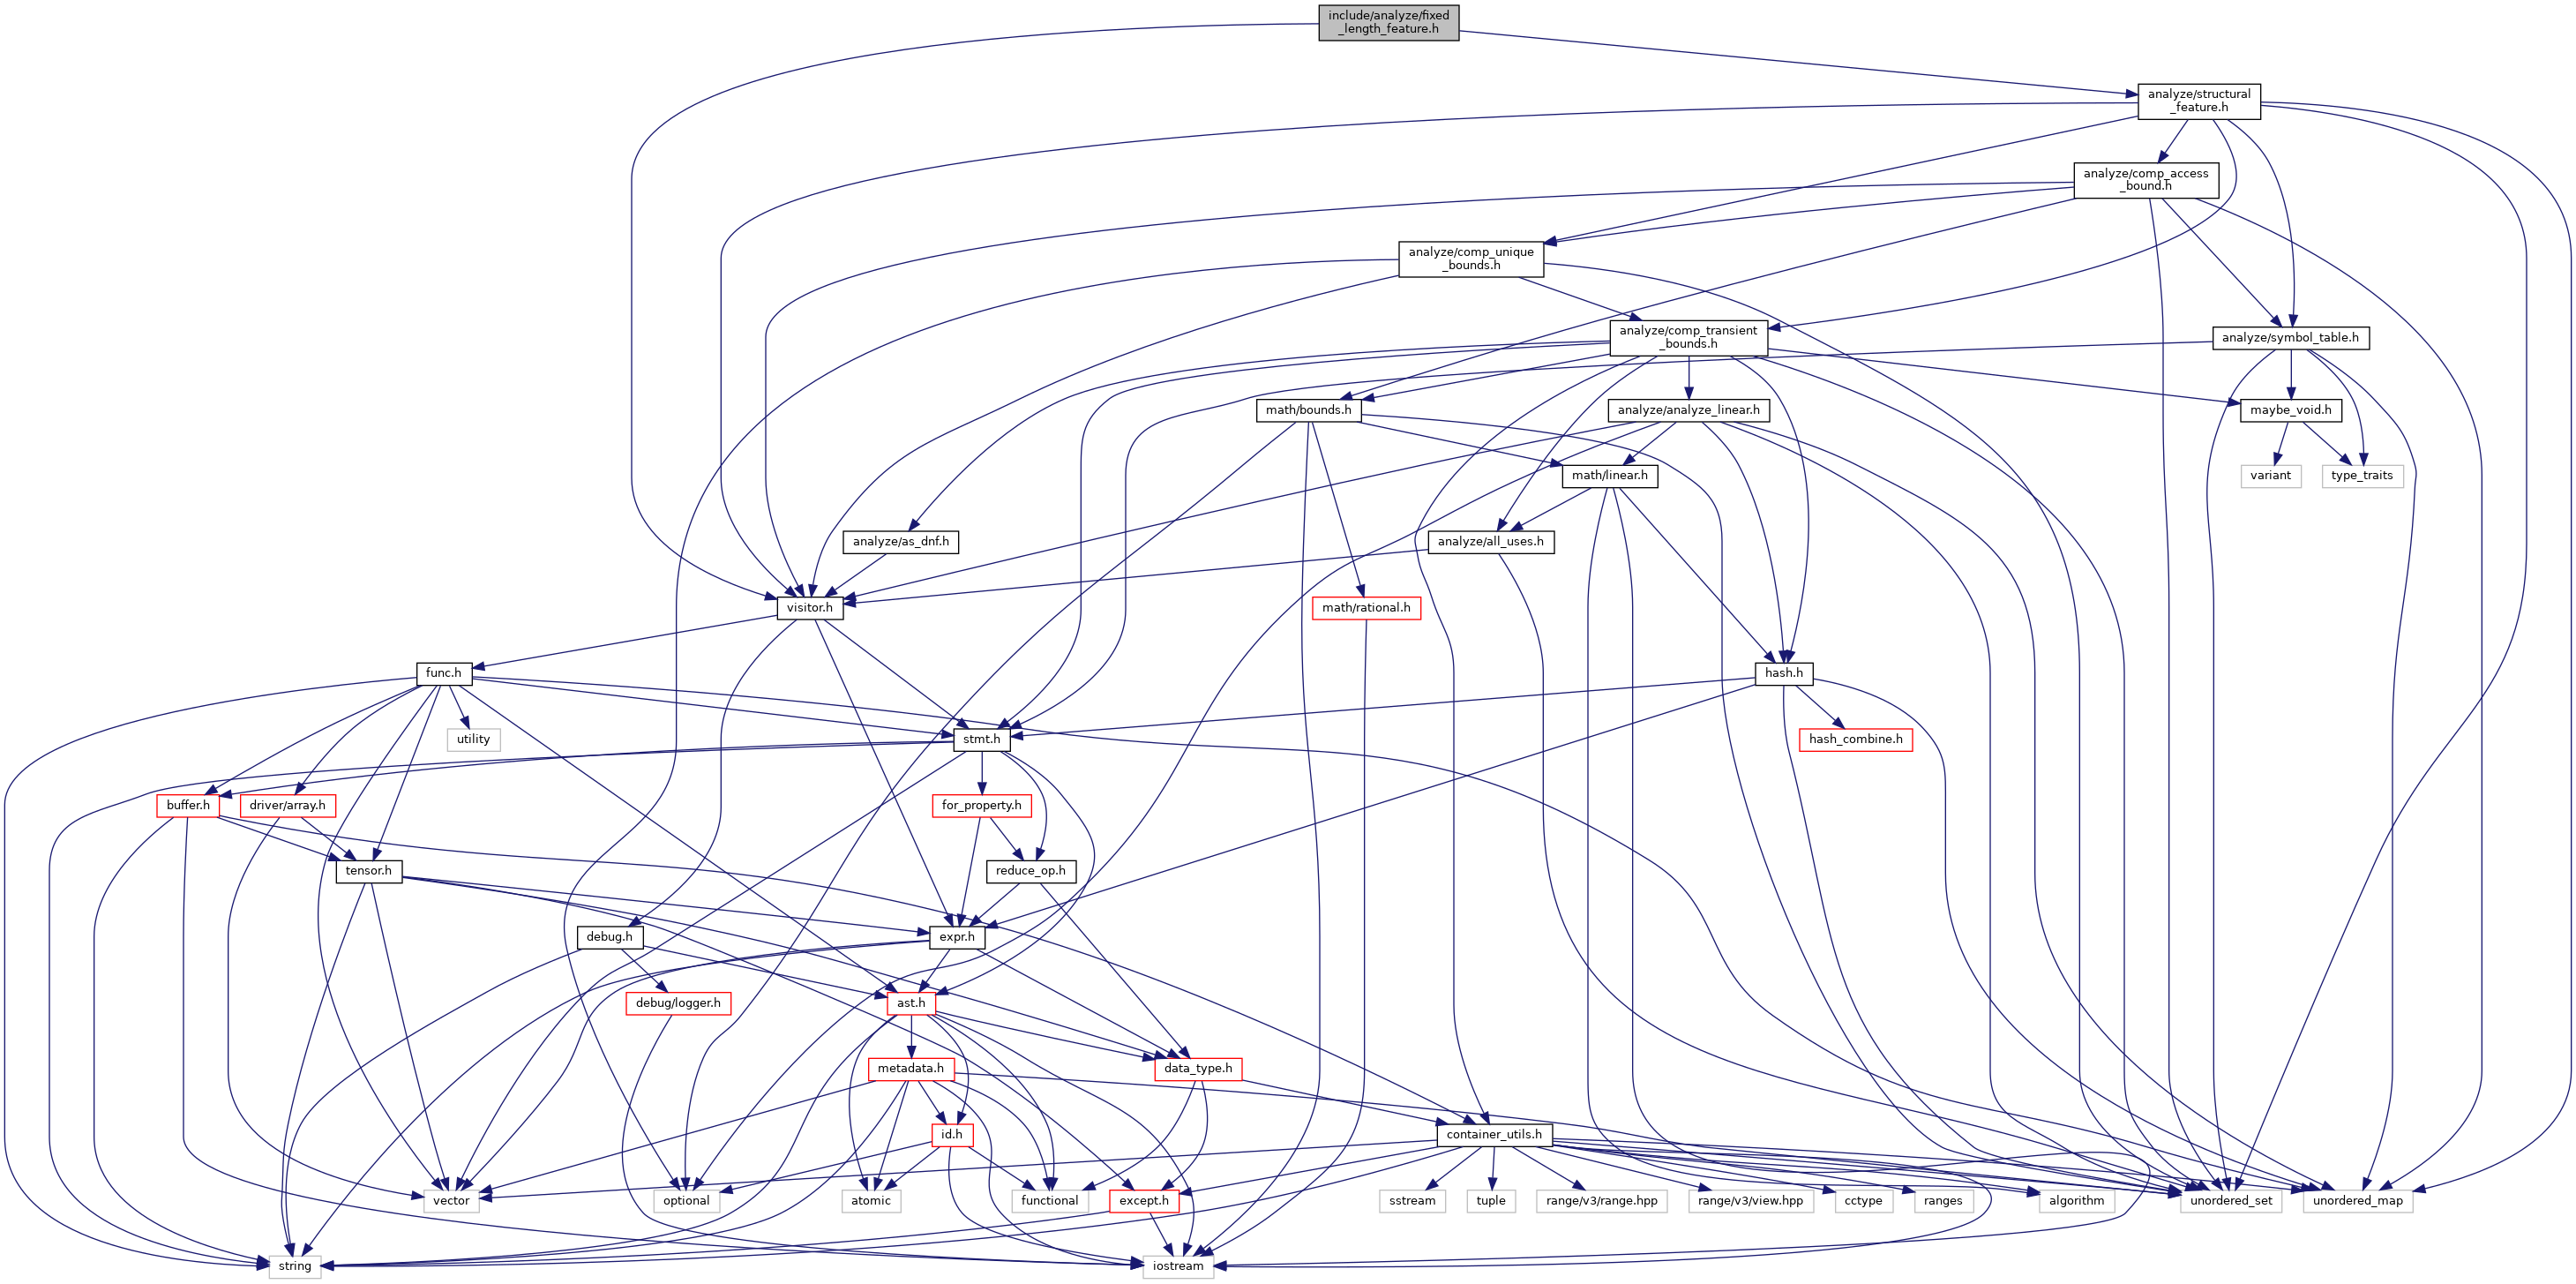 include/analyze/fixed
_length_feature.h
analyze/structural
_feature.h
analyze/comp_access
_bound.h
analyze/comp_unique
_bounds.h
analyze/comp_transient
_bounds.h
analyze/symbol_table.h
math/bounds.h
analyze/analyze_linear.h
maybe_void.h
math/linear.h
variant
type_traits
analyze/as_dnf.h
analyze/all_uses.h
visitor.h
math/rational.h
func.h
hash.h
utility
stmt.h
hash_combine.h
buffer.h
driver/array.h
for_property.h
tensor.h
reduce_op.h
debug.h
expr.h
debug/logger.h
ast.h
metadata.h
data_type.h
id.h
container_utils.h
vector
optional
atomic
functional
except.h
sstream
tuple
range/v3/range.hpp
range/v3/view.hpp
cctype
ranges
algorithm
unordered_set
unordered_map
string
iostream